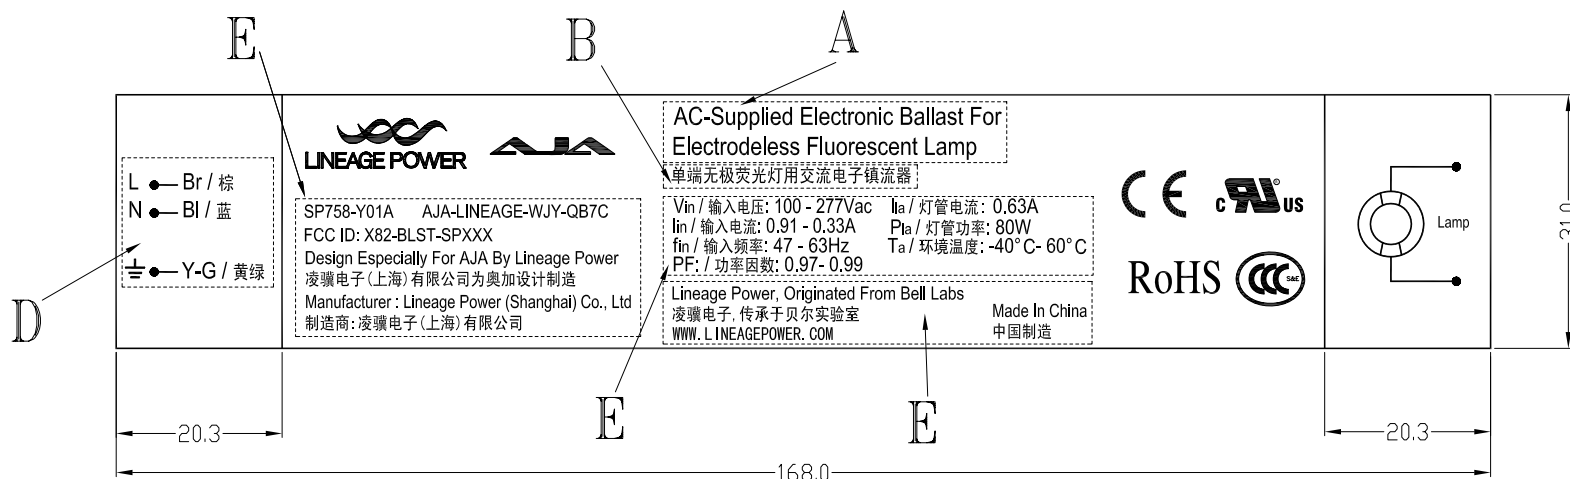 E
B
A
LINEAGE POWER
AJA
AC-Supplied Electronic Ballast For
Electrodeless Fluorescent Lamp
单端无极荧光灯用交流电子镇流器
L Br / 棕
N Bl / 蓝
Y-G / 黄绿
SP758-Y01A AJA-LINEAGE-WJY-QB7C
FCC ID: X82-BLST-SPXXX
Design Especially For AJA By Lineage Power
凌骥电子(上海)有限公司为奥加设计制造
Manufacturer : Lineage Power (Shanghai) Co., Ltd
制造商: 凌骥电子(上海)有限公司
Vin / 输入电压: 100 - 277Vac Ila / 灯管电流: 0.63A
Iin / 输入电流: 0.91 - 0.33A Pla / 灯管功率: 80W
fin / 输入频率: 47 - 63Hz Ta / 环境温度: -40°C- 60°C
PF: / 功率因数: 0.97- 0.99
Lineage Power, Originated From Bell Labs
凌骥电子, 传承于贝尔实验室
WWW.LINEAGEPOWER.COM
Made In China
中国制造
CE
c RU US
RoHS
CCC S&E
Lamp
D
E
E
20.3
20.3
168.0
31.0